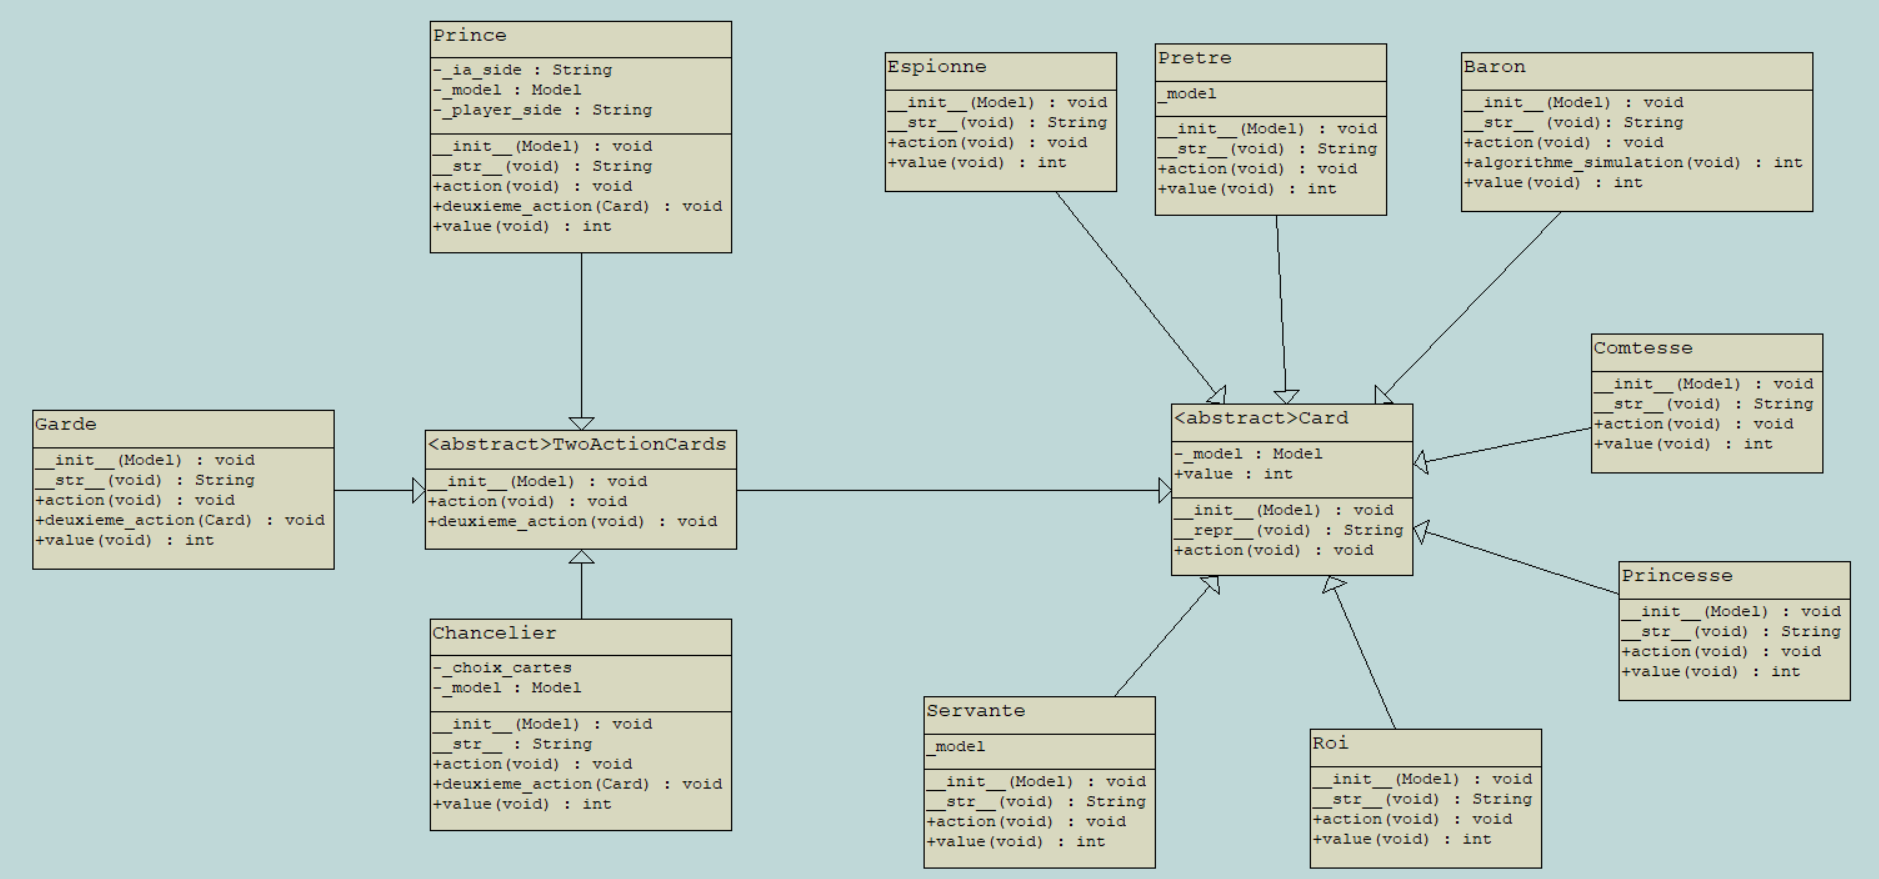 Prince
-_ia_side : String
-_model : Model
-_player_side : String
__init__(Model) : void
__str__(void) : String
+action(void) : void
+deuxieme_action(Card) : void
+value(void) : int
Espionne
__init__(Model) : void
__str__(void) : String
+action(void) : void
+value(void) : int
Pretre
_model
__init__(Model) : void
__str__(void) : String
+action(void) : void
+value(void) : int
Baron
__init__(Model) : void
__str__ (void): String
+action(void) : void
+algorithme_simulation(void) : int
+value(void) : int
Comtesse
__init__(Model) : void
__str__(void) : String
+action(void) : void
+value(void) : int
Garde
__init__(Model) : void
__str__(void) : String
+action(void) : void
+deuxieme_action(Card) : void
+value(void) : int
<abstract>TwoActionCards
__init__(Model) : void
+action(void) : void
+deuxieme_action(void) : void
<abstract>Card
-_model : Model
+value : int
__init__(Model) : void
__repr__(void) : String
+action(void) : void
Princesse
__init__(Model) : void
__str__(void) : String
+action(void) : void
+value(void) : int
Chancelier
-_choix_cartes
-_model : Model
__init__(Model) : void
__str__ : String
+action(void) : void
+deuxieme_action(Card) : void
+value(void) : int
Servante
_model
__init__(Model) : void
__str__(void) : String
+action(void) : void
+value(void) : int
Roi
__init__(Model) : void
__str__(void) : String
+action(void) : void
+value(void) : int